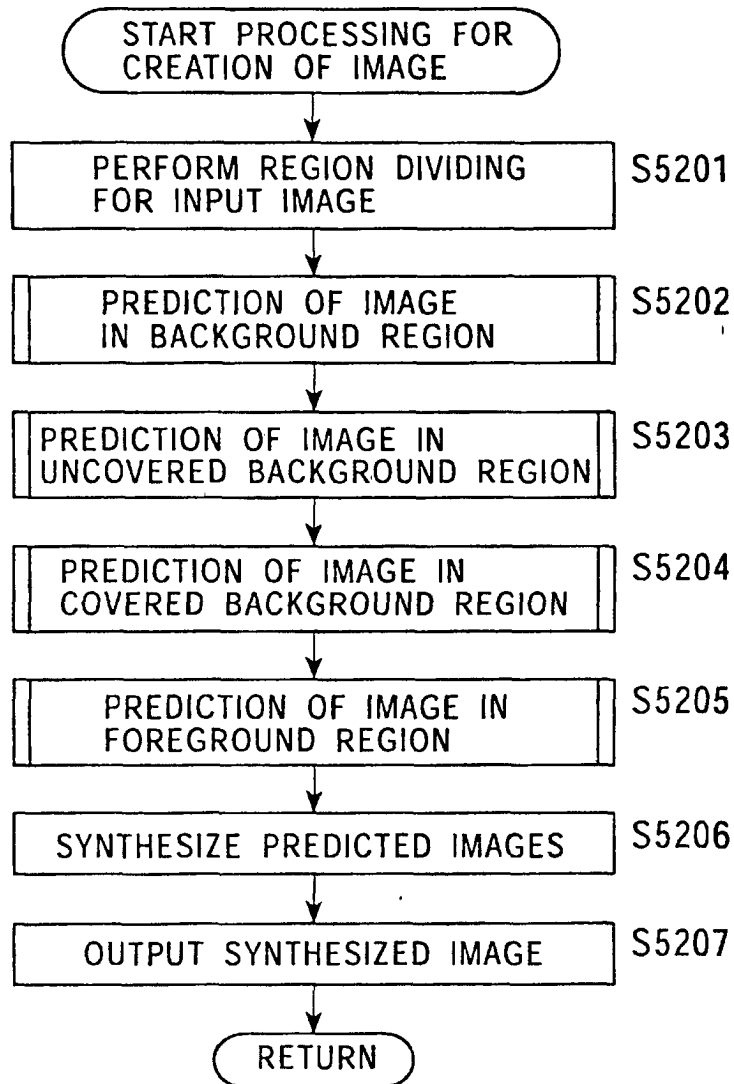 START PROCESSING FOR
CREATION OF IMAGE
PERFORM REGION DIVIDING
FOR INPUT IMAGE
S5201
PREDICTION OF IMAGE
IN BACKGROUND REGION
S5202
PREDICTION OF IMAGE IN
UNCOVERED BACKGROUND REGION
S5203
PREDICTION OF IMAGE IN
COVERED BACKGROUND REGION
S5204
PREDICTION OF IMAGE IN
FOREGROUND REGION
S5205
SYNTHESIZE PREDICTED IMAGES
S5206
OUTPUT SYNTHESIZED IMAGE
S5207
RETURN